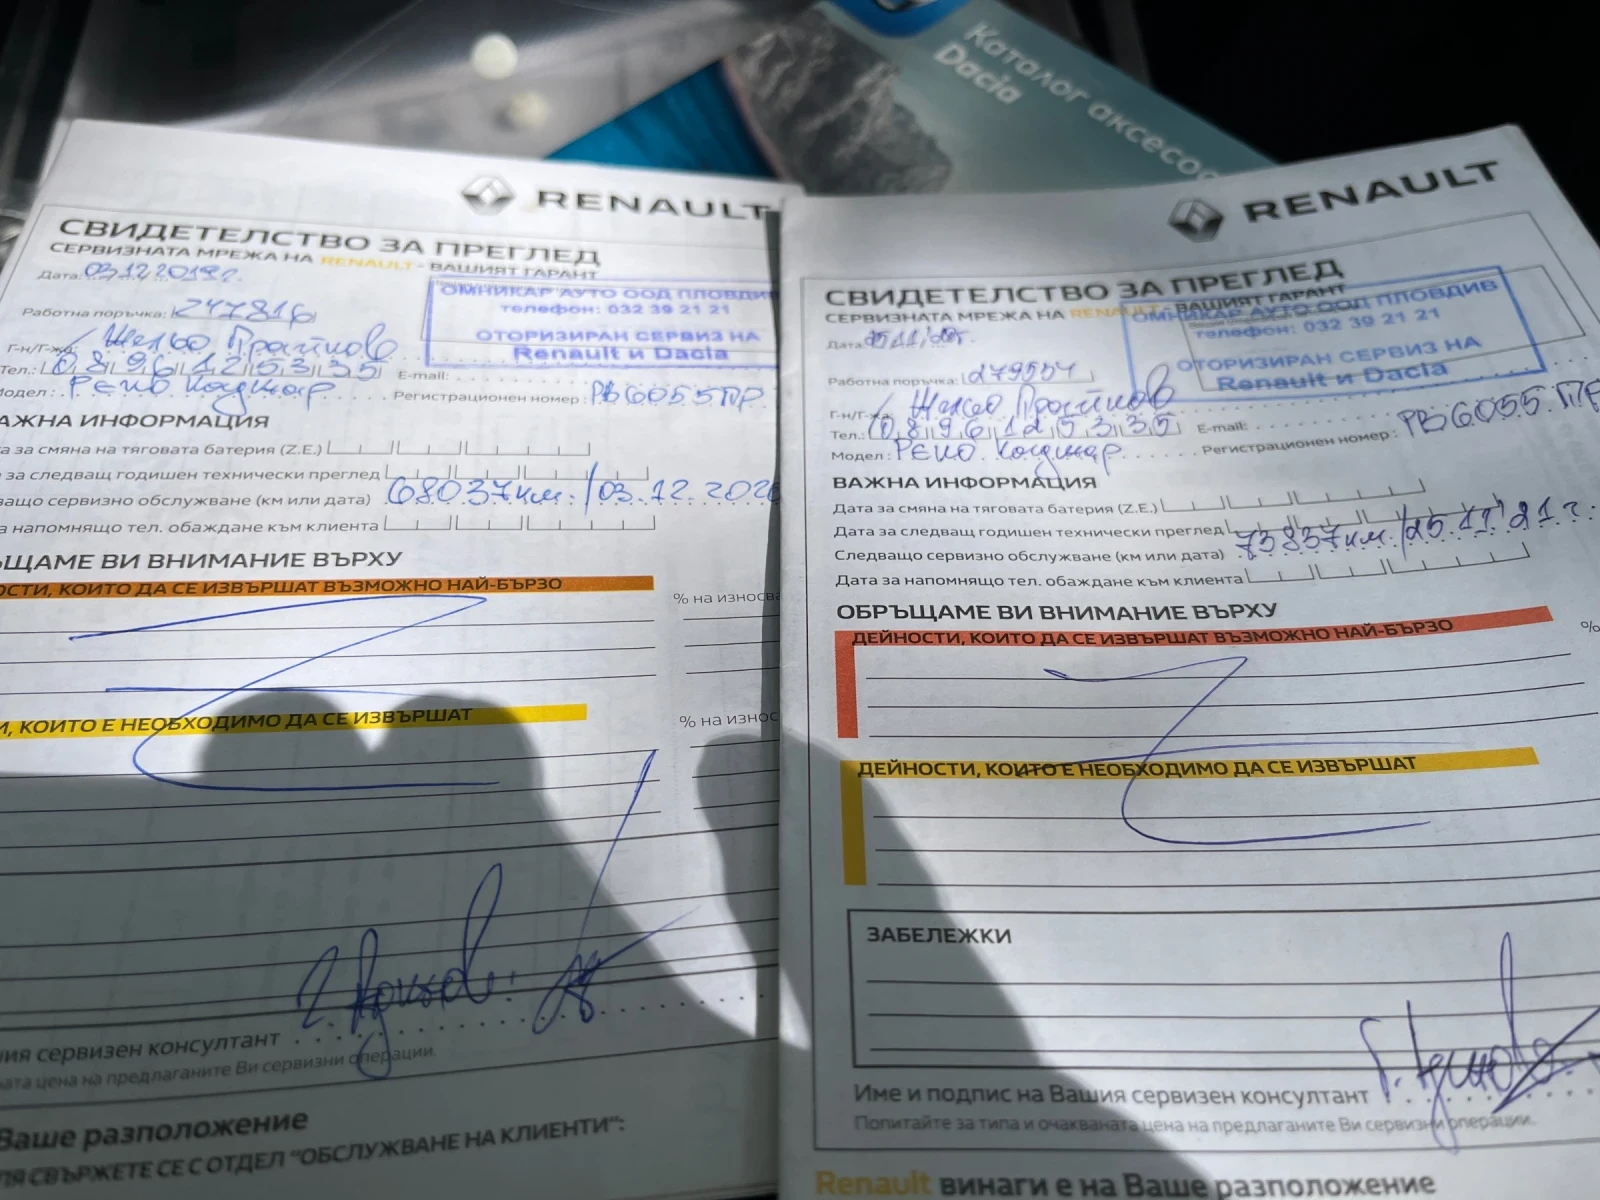 Каталог аксесоа
Dacia
RENAULT
СВИДЕТЕЛСТВО ЗА ПРЕГЛЕД
СЕРВИЗНАТА МРЕЖА НА RENAULT - ВАШИЯТ ГАРАНТ
Дата: 03.12.2019г.
ОМНИКАР АУТО ООД ПЛОВДИВ
телефон: 032 39 21 21
ОТОРИЗИРАН СЕРВИЗ НА
Renault и Dacia
Работна поръчка: 247816
Г-н/Г-жа:
Тел.: 0896125335 E-mail:
Модел: Рено Каджар Регистрационен номер: РВ6055ПР
АЖНА ИНФОРМАЦИЯ
а за смяна на тяговата батерия (Z.E.)
а за следващ годишен технически преглед
ващо сервизно обслужване (км или дата) 68037км./03.12.2020
а напомнящо тел. обаждане към клиента
ЪЩАМЕ ВИ ВНИМАНИЕ ВЪРХУ
ОСТИ, КОИТО ДА СЕ ИЗВЪРШАТ ВЪЗМОЖНО НАЙ-БЪРЗО
% на износва
И, КОИТО Е НЕОБХОДИМО ДА СЕ ИЗВЪРШАТ
% на износ
ия сервизен консултант
ата цена на предлаганите Ви сервизни операции.
Ваше разположение
ЛЯ СВЪРЖЕТЕ СЕ С ОТДЕЛ "ОБСЛУЖВАНЕ НА КЛИЕНТИ":
RENAULT
СВИДЕТЕЛСТВО ЗА ПРЕГЛЕД
СЕРВИЗНАТА МРЕЖА НА RENAULT - ВАШИЯТ ГАРАНТ
Дата:
ОМНИКАР АУТО ООД ПЛОВДИВ
телефон: 032 39 21 21
ОТОРИЗИРАН СЕРВИЗ НА
Renault и Dacia
Работна поръчка: 279554
Г-н/Г-жа:
Тел.: 0896125335 E-mail:
Модел: Рено Каджар Регистрационен номер: РВ6055ПР
ВАЖНА ИНФОРМАЦИЯ
Дата за смяна на тяговата батерия (Z.E.)
Дата за следващ годишен технически преглед
Следващо сервизно обслужване (км или дата) 73837км./25.11.21г.
Дата за напомнящо тел. обаждане към клиента
ОБРЪЩАМЕ ВИ ВНИМАНИЕ ВЪРХУ
ДЕЙНОСТИ, КОИТО ДА СЕ ИЗВЪРШАТ ВЪЗМОЖНО НАЙ-БЪРЗО
%
ДЕЙНОСТИ, КОИТО Е НЕОБХОДИМО ДА СЕ ИЗВЪРШАТ
ЗАБЕЛЕЖКИ
Име и подпис на Вашия сервизен консултант
Попитайте за типа и очакваната цена на предлаганите Ви сервизни операции.
Renault винаги е на Ваше разположение